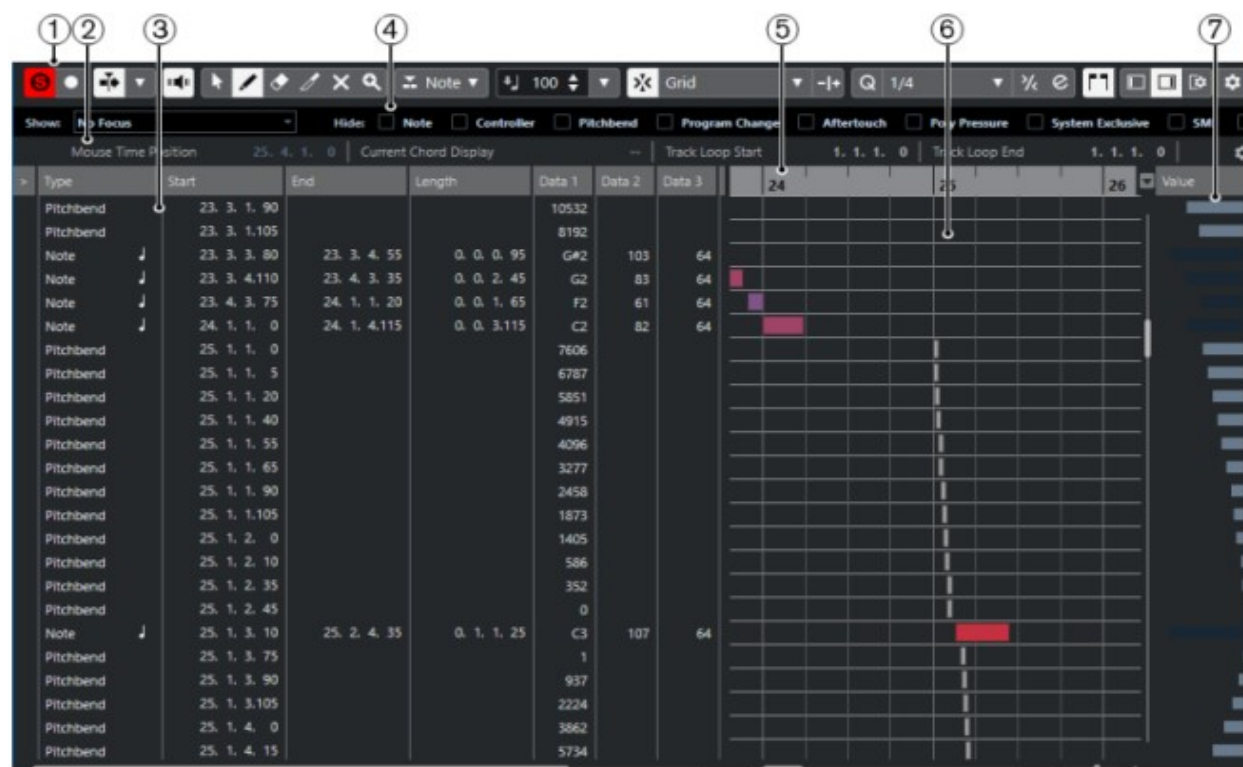 ① ② ③ ④ ⑤ ⑥ ⑦
S Note 100 Grid Q 1/4
Show: No Focus Hide: Note Controller Pitchbend Program Change Aftertouch Poly Pressure System Exclusive SM
Mouse Time Position 25. 4. 1. 0 Current Chord Display -- Track Loop Start 1. 1. 1. 0 Track Loop End 1. 1. 1. 0
> Type Start End Length Data 1 Data 2 Data 3 24 25 26 Value
Pitchbend 23. 3. 1. 90 10532
Pitchbend 23. 3. 1.105 8192
Note 23. 3. 3. 80 23. 3. 4. 55 0. 0. 0. 95 G#2 103 64
Note 23. 3. 4.110 23. 4. 3. 35 0. 0. 2. 45 G2 83 64
Note 23. 4. 3. 75 24. 1. 1. 20 0. 0. 1. 65 F2 61 64
Note 24. 1. 1. 0 24. 1. 4.115 0. 0. 3.115 C2 82 64
Pitchbend 25. 1. 1. 0 7606
Pitchbend 25. 1. 1. 5 6787
Pitchbend 25. 1. 1. 20 5851
Pitchbend 25. 1. 1. 40 4915
Pitchbend 25. 1. 1. 55 4096
Pitchbend 25. 1. 1. 65 3277
Pitchbend 25. 1. 1. 90 2458
Pitchbend 25. 1. 1.105 1873
Pitchbend 25. 1. 2. 0 1405
Pitchbend 25. 1. 2. 10 586
Pitchbend 25. 1. 2. 35 352
Pitchbend 25. 1. 2. 45 0
Note 25. 1. 3. 10 25. 2. 4. 35 0. 1. 1. 25 C3 107 64
Pitchbend 25. 1. 3. 75 1
Pitchbend 25. 1. 3. 90 937
Pitchbend 25. 1. 3.105 2224
Pitchbend 25. 1. 4. 0 3862
Pitchbend 25. 1. 4. 15 5734